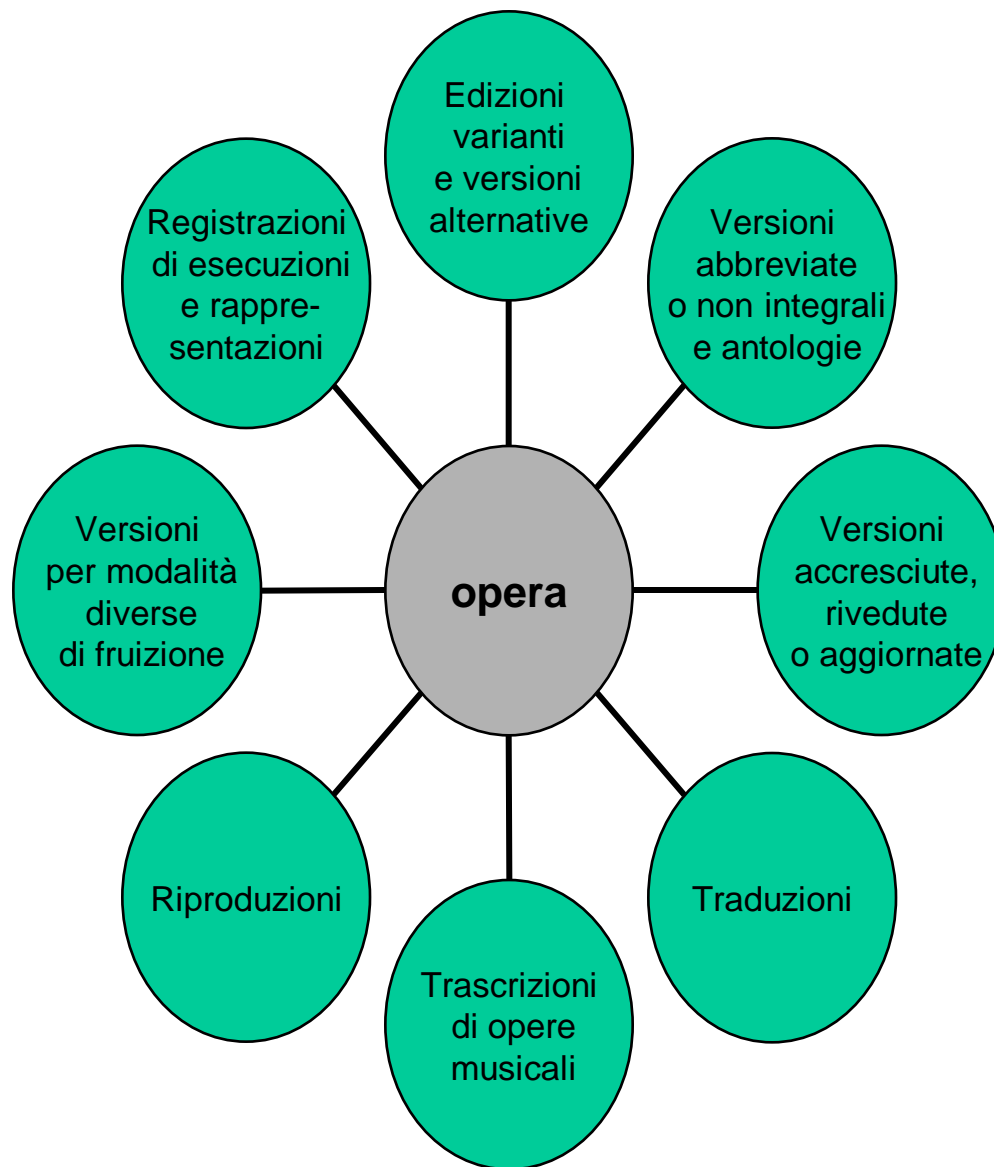 Edizioni
varianti
e versioni
alternative
Registrazioni
di esecuzioni
e rappre-
sentazioni
Versioni
abbreviate
o non integrali
e antologie
Versioni
per modalità
diverse
di fruizione
opera
Versioni
accresciute,
rivedute
o aggiornate
Riproduzioni
Traduzioni
Trascrizioni
di opere
musicali